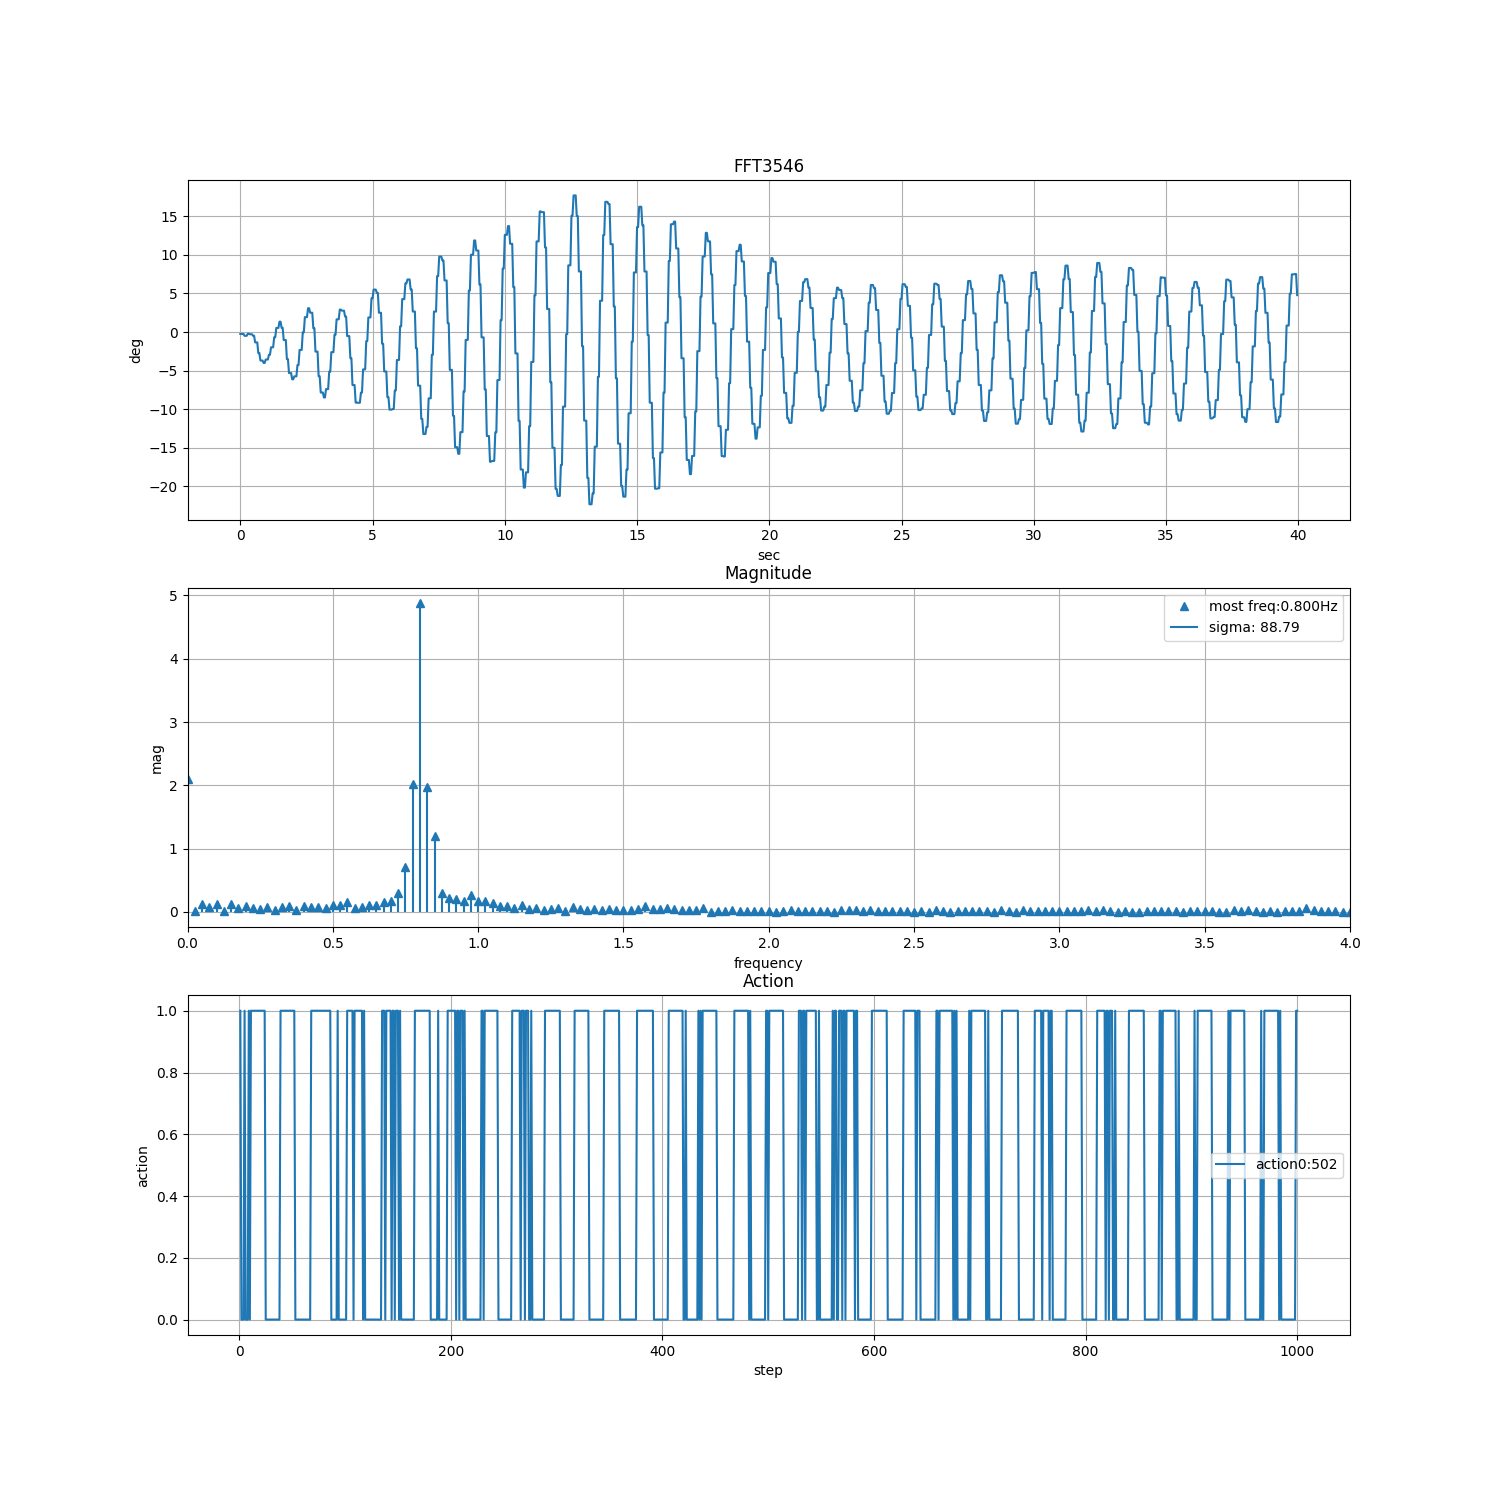 FFT3546
15
10
5
0
−5
−10
−15
−20
deg
0 5 10 15 20 25 30 35 40
sec
Magnitude
5
4
3
2
1
0
mag
most freq:0.800Hz
sigma: 88.79
0.0 0.5 1.0 1.5 2.0 2.5 3.0 3.5 4.0
frequency
Action
1.0
0.8
0.6
0.4
0.2
0.0
action
action0:502
0 200 400 600 800 1000
step